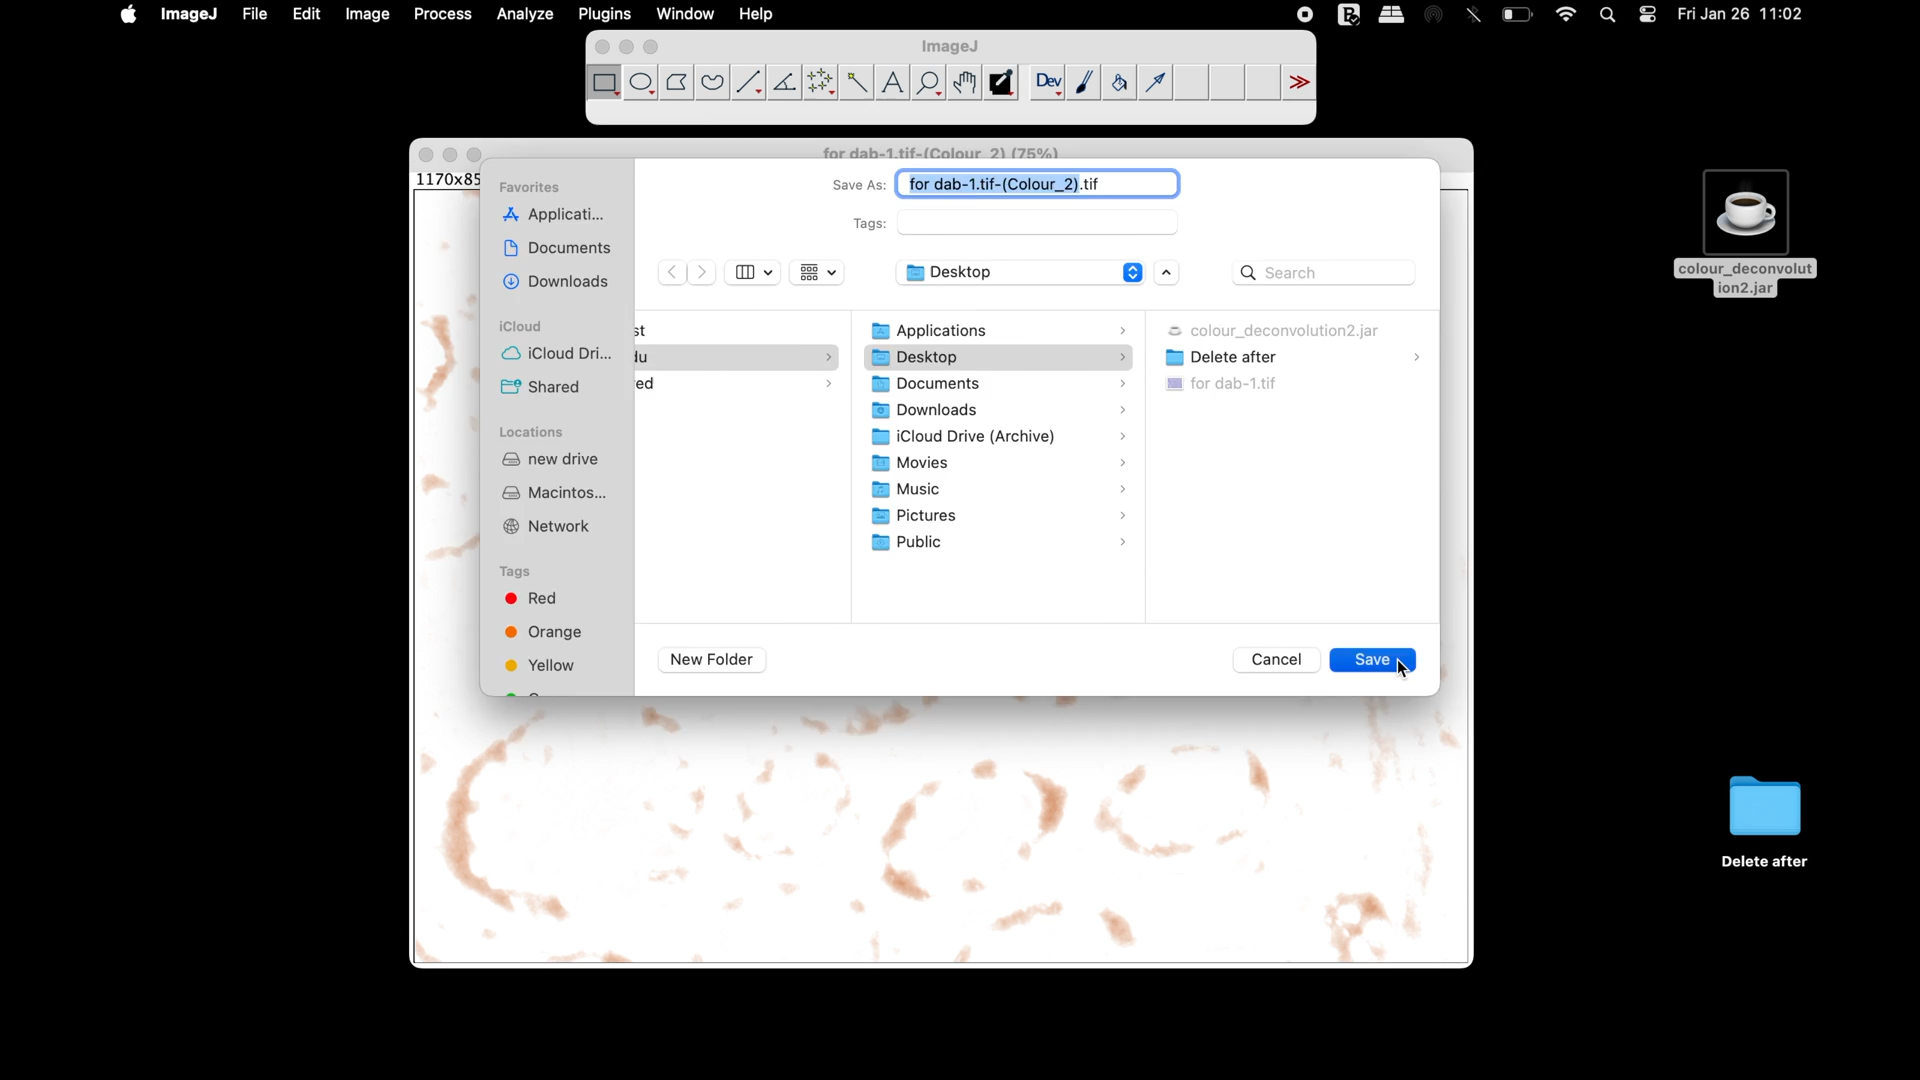 ImageJ File Edit Image Process Analyze Plugins Window Help Fri Jan 26 11:02
ImageJ
Dev
for dab-1.tif-(Colour_2) (75%)
1170x85
Save As: for dab-1.tif-(Colour_2).tif
Tags:
Desktop
Search
Favorites
Applicati...
Documents
Downloads
iCloud
iCloud Dri...
Shared
Locations
new drive
Macintos...
Network
Tags
Red
Orange
Yellow
st
du
red
Applications
Desktop
Documents
Downloads
iCloud Drive (Archive)
Movies
Music
Pictures
Public
colour_deconvolution2.jar
Delete after
for dab-1.tif
New Folder
Cancel
Save
colour_deconvolut
ion2.jar
Delete after